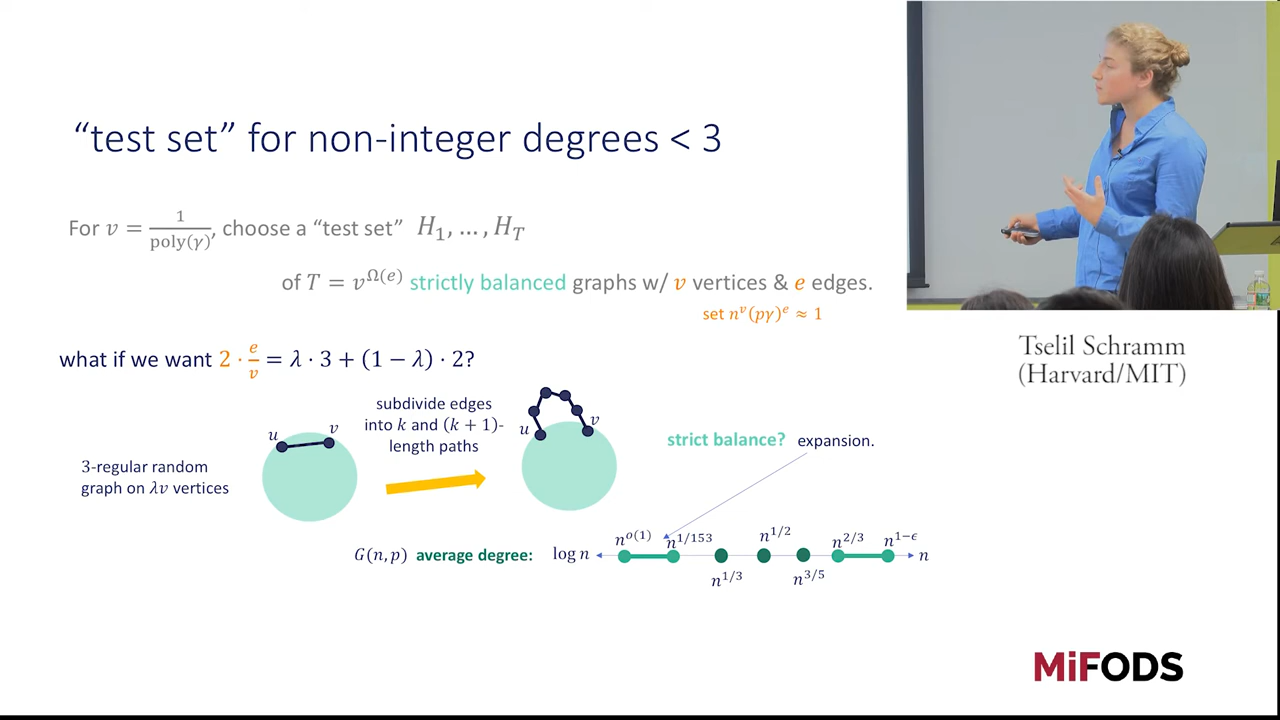 “test set” for non-integer degrees < 3
For v = 1/poly(γ), choose a “test set” H₁, … , H_T
of T = v^Ω(e) strictly balanced graphs w/ v vertices & e edges.
set n^v(pγ)^e ≈ 1
what if we want 2 · e/v = λ · 3 + (1 − λ) · 2?
3-regular random
graph on λv vertices
u
v
subdivide edges
into k and (k + 1)-
length paths
u
v
strict balance? expansion.
G(n, p) average degree:
log n
n^o(1)
n^1/153
n^1/3
n^1/2
n^3/5
n^2/3
n^1−ϵ
n
Tselil Schramm
(Harvard/MIT)
MiFODS